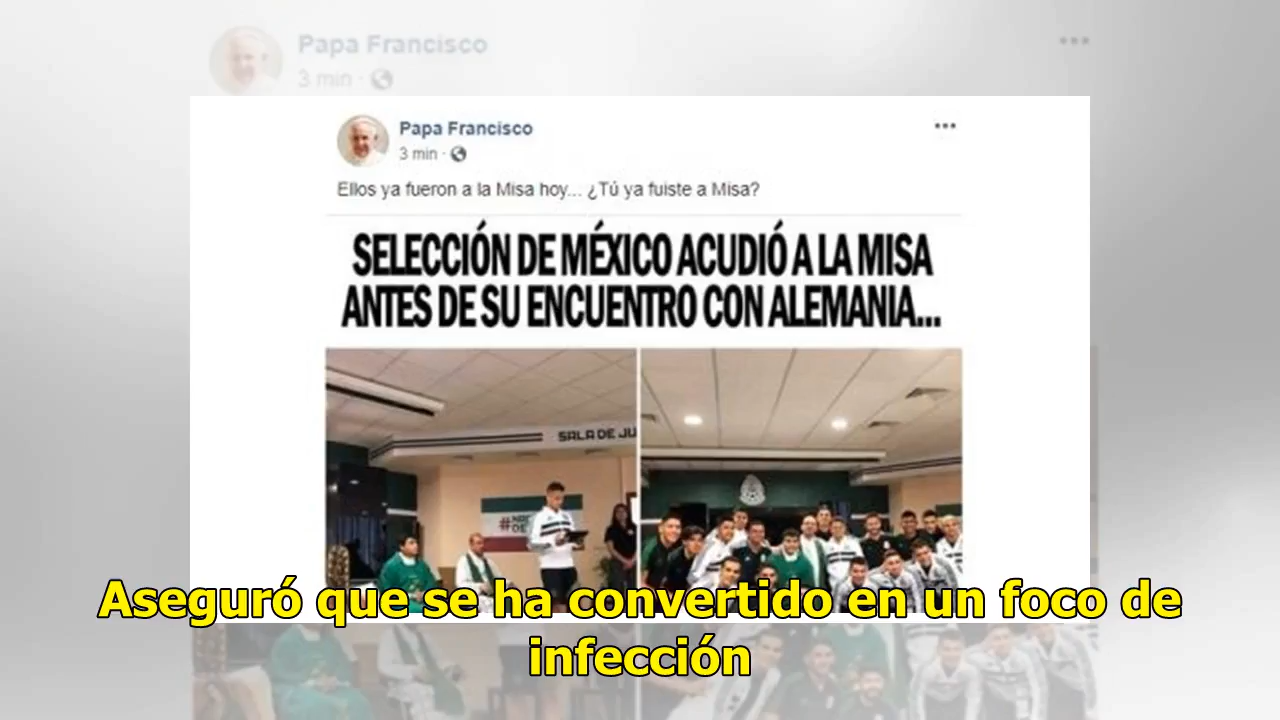 Papa Francisco
3 min
Papa Francisco
3 min
Ellos ya fueron a la Misa hoy... ¿Tú ya fuiste a Misa?
SELECCIÓN DE MÉXICO ACUDIÓ A LA MISA
ANTES DE SU ENCUENTRO CON ALEMANIA...
SALA DE JU
Aseguró que se ha convertido en un foco de
infección